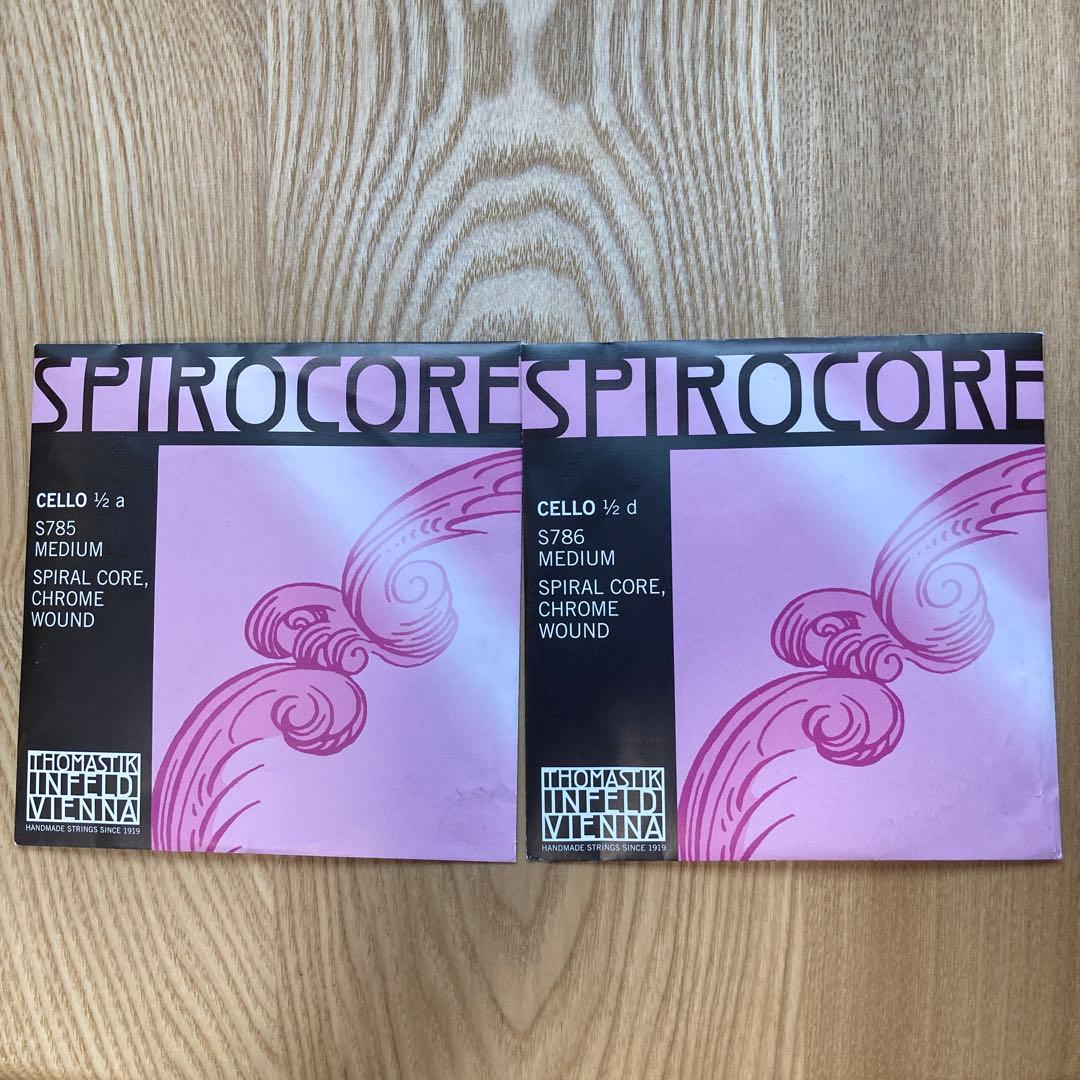 SPIROCORE
CELLO ½ a
S785
MEDIUM
SPIRAL CORE,
CHROME
WOUND
THOMASTIK
INFELD
VIENNA
HANDMADE STRINGS SINCE 1919
SPIROCORE
CELLO ½ d
S786
MEDIUM
SPIRAL CORE,
CHROME
WOUND
THOMASTIK
INFELD
VIENNA
HANDMADE STRINGS SINCE 1919